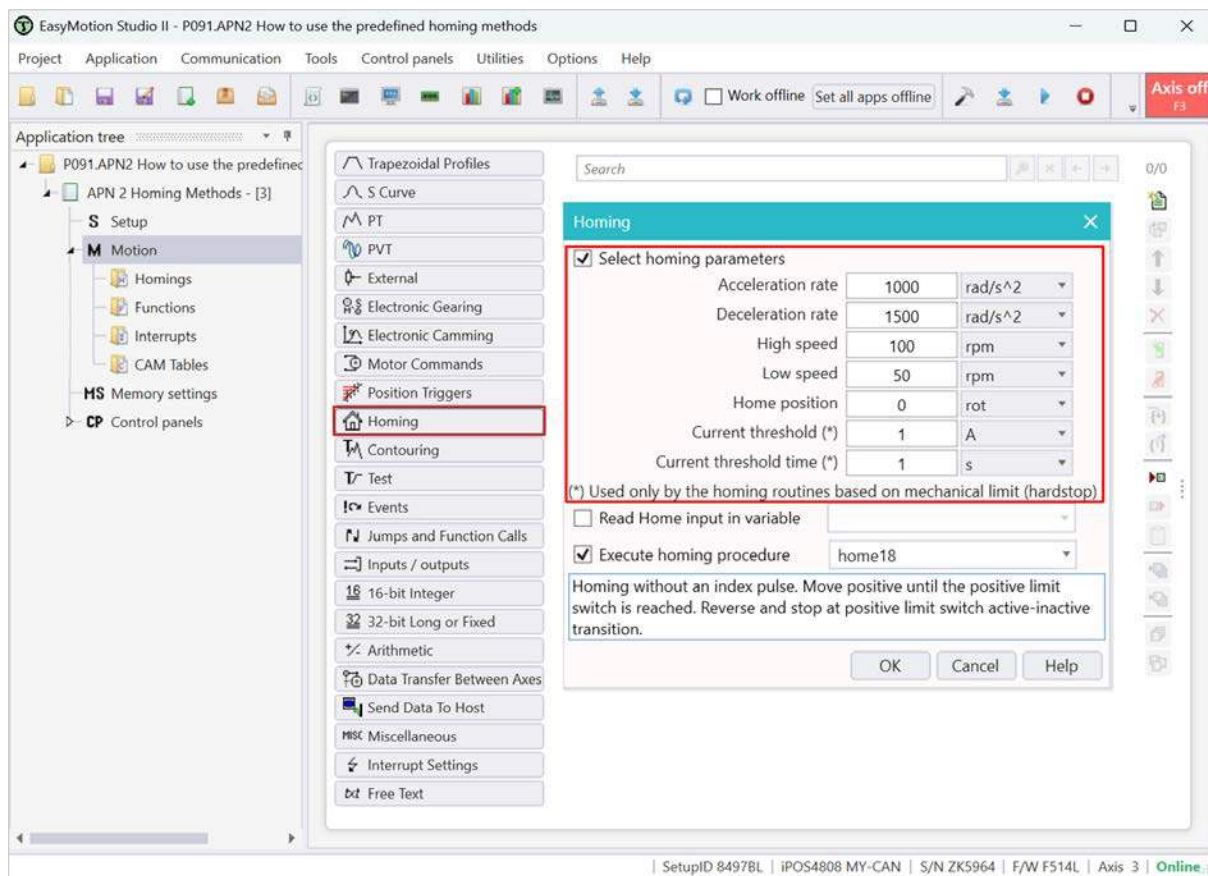 EasyMotion Studio II - P091.APN2 How to use the predefined homing methods
Project Application Communication Tools Control panels Utilities Options Help
Work offline Set all apps offline Axis off
F3
Application tree
P091.APN2 How to use the predefined
APN 2 Homing Methods - [3]
S Setup
M Motion
Homings
Functions
Interrupts
CAM Tables
MS Memory settings
CP Control panels
Trapezoidal Profiles
S Curve
PT
PVT
External
Electronic Gearing
Electronic Camming
Motor Commands
Position Triggers
Homing
Contouring
Test
Events
Jumps and Function Calls
Inputs / outputs
16 16-bit Integer
32 32-bit Long or Fixed
+/- Arithmetic
Data Transfer Between Axes
Send Data To Host
MISC Miscellaneous
Interrupt Settings
txt Free Text
Search 0/0
Homing
Select homing parameters
Acceleration rate 1000 rad/s^2
Deceleration rate 1500 rad/s^2
High speed 100 rpm
Low speed 50 rpm
Home position 0 rot
Current threshold (*) 1 A
Current threshold time (*) 1 s
(*) Used only by the homing routines based on mechanical limit (hardstop)
Read Home input in variable
Execute homing procedure home18
Homing without an index pulse. Move positive until the positive limit
switch is reached. Reverse and stop at positive limit switch active-inactive
transition.
OK Cancel Help
| SetupID 8497BL | iPOS4808 MY-CAN | S/N ZK5964 | F/W F514L | Axis 3 | Online